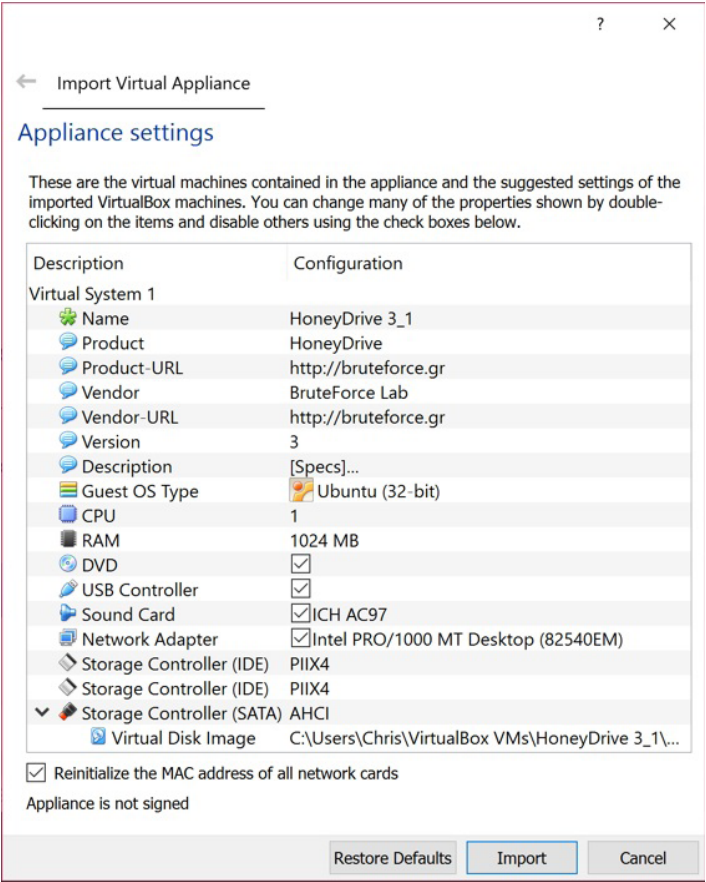 ?
Import Virtual Appliance
Appliance settings
These are the virtual machines contained in the appliance and the suggested settings of the
imported VirtualBox machines. You can change many of the properties shown by double-
clicking on the items and disable others using the check boxes below.
Description Configuration
Virtual System 1
Name HoneyDrive 3_1
Product HoneyDrive
Product-URL http://bruteforce.gr
Vendor BruteForce Lab
Vendor-URL http://bruteforce.gr
Version 3
Description [Specs]...
Guest OS Type Ubuntu (32-bit)
CPU 1
RAM 1024 MB
DVD
USB Controller
Sound Card ICH AC97
Network Adapter Intel PRO/1000 MT Desktop (82540EM)
Storage Controller (IDE) PIIX4
Storage Controller (IDE) PIIX4
Storage Controller (SATA) AHCI
Virtual Disk Image C:\Users\Chris\VirtualBox VMs\HoneyDrive 3_1\...
Reinitialize the MAC address of all network cards
Appliance is not signed
Restore Defaults Import Cancel